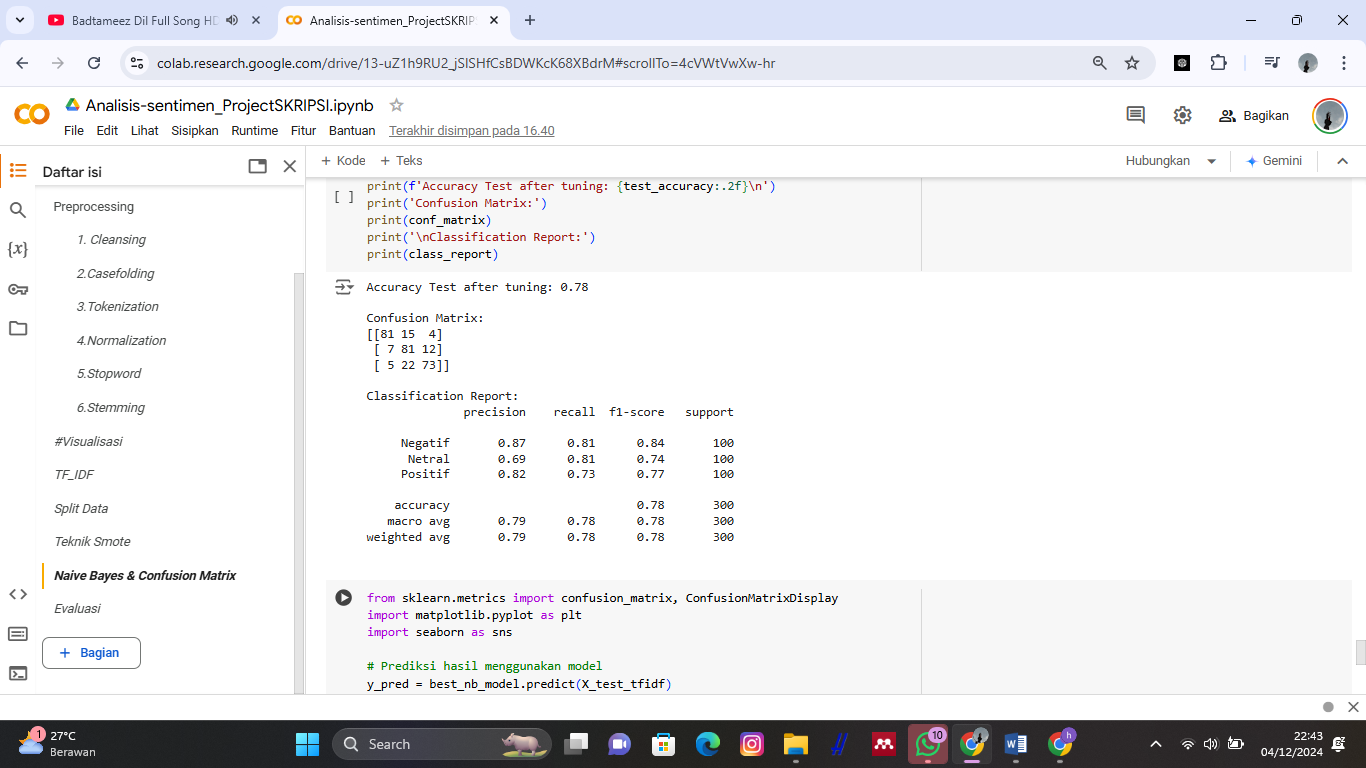 Badtameez Dil Full Song HD
Analisis-sentimen_ProjectSKRIPS
colab.research.google.com/drive/13-uZ1h9RU2_jSlSHfCsBDWKcK68XBdrM#scrollTo=4cVWtVwXw-hr
Analisis-sentimen_ProjectSKRIPSI.ipynb
File Edit Lihat Sisipkan Runtime Fitur Bantuan Terakhir disimpan pada 16.40
Bagikan
Daftar isi
+ Kode + Teks
Hubungkan
Gemini
Preprocessing
1. Cleansing
2.Casefolding
3.Tokenization
4.Normalization
5.Stopword
6.Stemming
#Visualisasi
TF_IDF
Split Data
Teknik Smote
Naive Bayes & Confusion Matrix
Evaluasi
+ Bagian
[ ]
print(f'Accuracy Test after tuning: {test_accuracy:.2f}\n')
print('Confusion Matrix:')
print(conf_matrix)
print('\nClassification Report:')
print(class_report)
Accuracy Test after tuning: 0.78
Confusion Matrix:
[[81 15  4]
[ 7 81 12]
[ 5 22 73]]
Classification Report:
precision recall f1-score support
Negatif 0.87 0.81 0.84 100
Netral 0.69 0.81 0.74 100
Positif 0.82 0.73 0.77 100
accuracy 0.78 300
macro avg 0.79 0.78 0.78 300
weighted avg 0.79 0.78 0.78 300
from sklearn.metrics import confusion_matrix, ConfusionMatrixDisplay
import matplotlib.pyplot as plt
import seaborn as sns
# Prediksi hasil menggunakan model
y_pred = best_nb_model.predict(X_test_tfidf)
1
27°C
Berawan
Search
10
h
22:43
04/12/2024